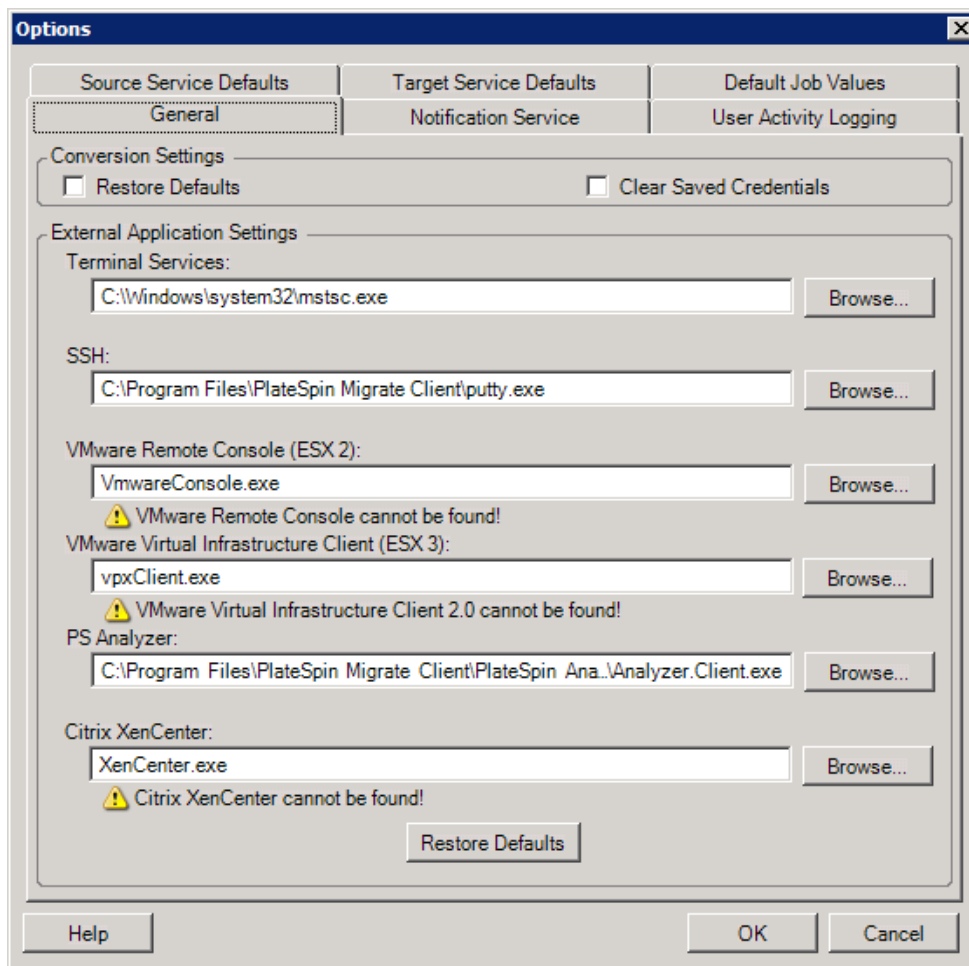 Options
Source Service Defaults
Target Service Defaults
Default Job Values
General
Notification Service
User Activity Logging
Conversion Settings
Restore Defaults
Clear Saved Credentials
External Application Settings
Terminal Services:
C:\Windows\system32\mstsc.exe
Browse...
SSH:
C:\Program Files\PlateSpin Migrate Client\putty.exe
Browse...
VMware Remote Console (ESX 2):
VmwareConsole.exe
Browse...
VMware Remote Console cannot be found!
VMware Virtual Infrastructure Client (ESX 3):
vpxClient.exe
Browse...
VMware Virtual Infrastructure Client 2.0 cannot be found!
PS Analyzer:
C:\Program Files\PlateSpin Migrate Client\PlateSpin Ana..\Analyzer.Client.exe
Browse...
Citrix XenCenter:
XenCenter.exe
Browse...
Citrix XenCenter cannot be found!
Restore Defaults
Help
OK
Cancel